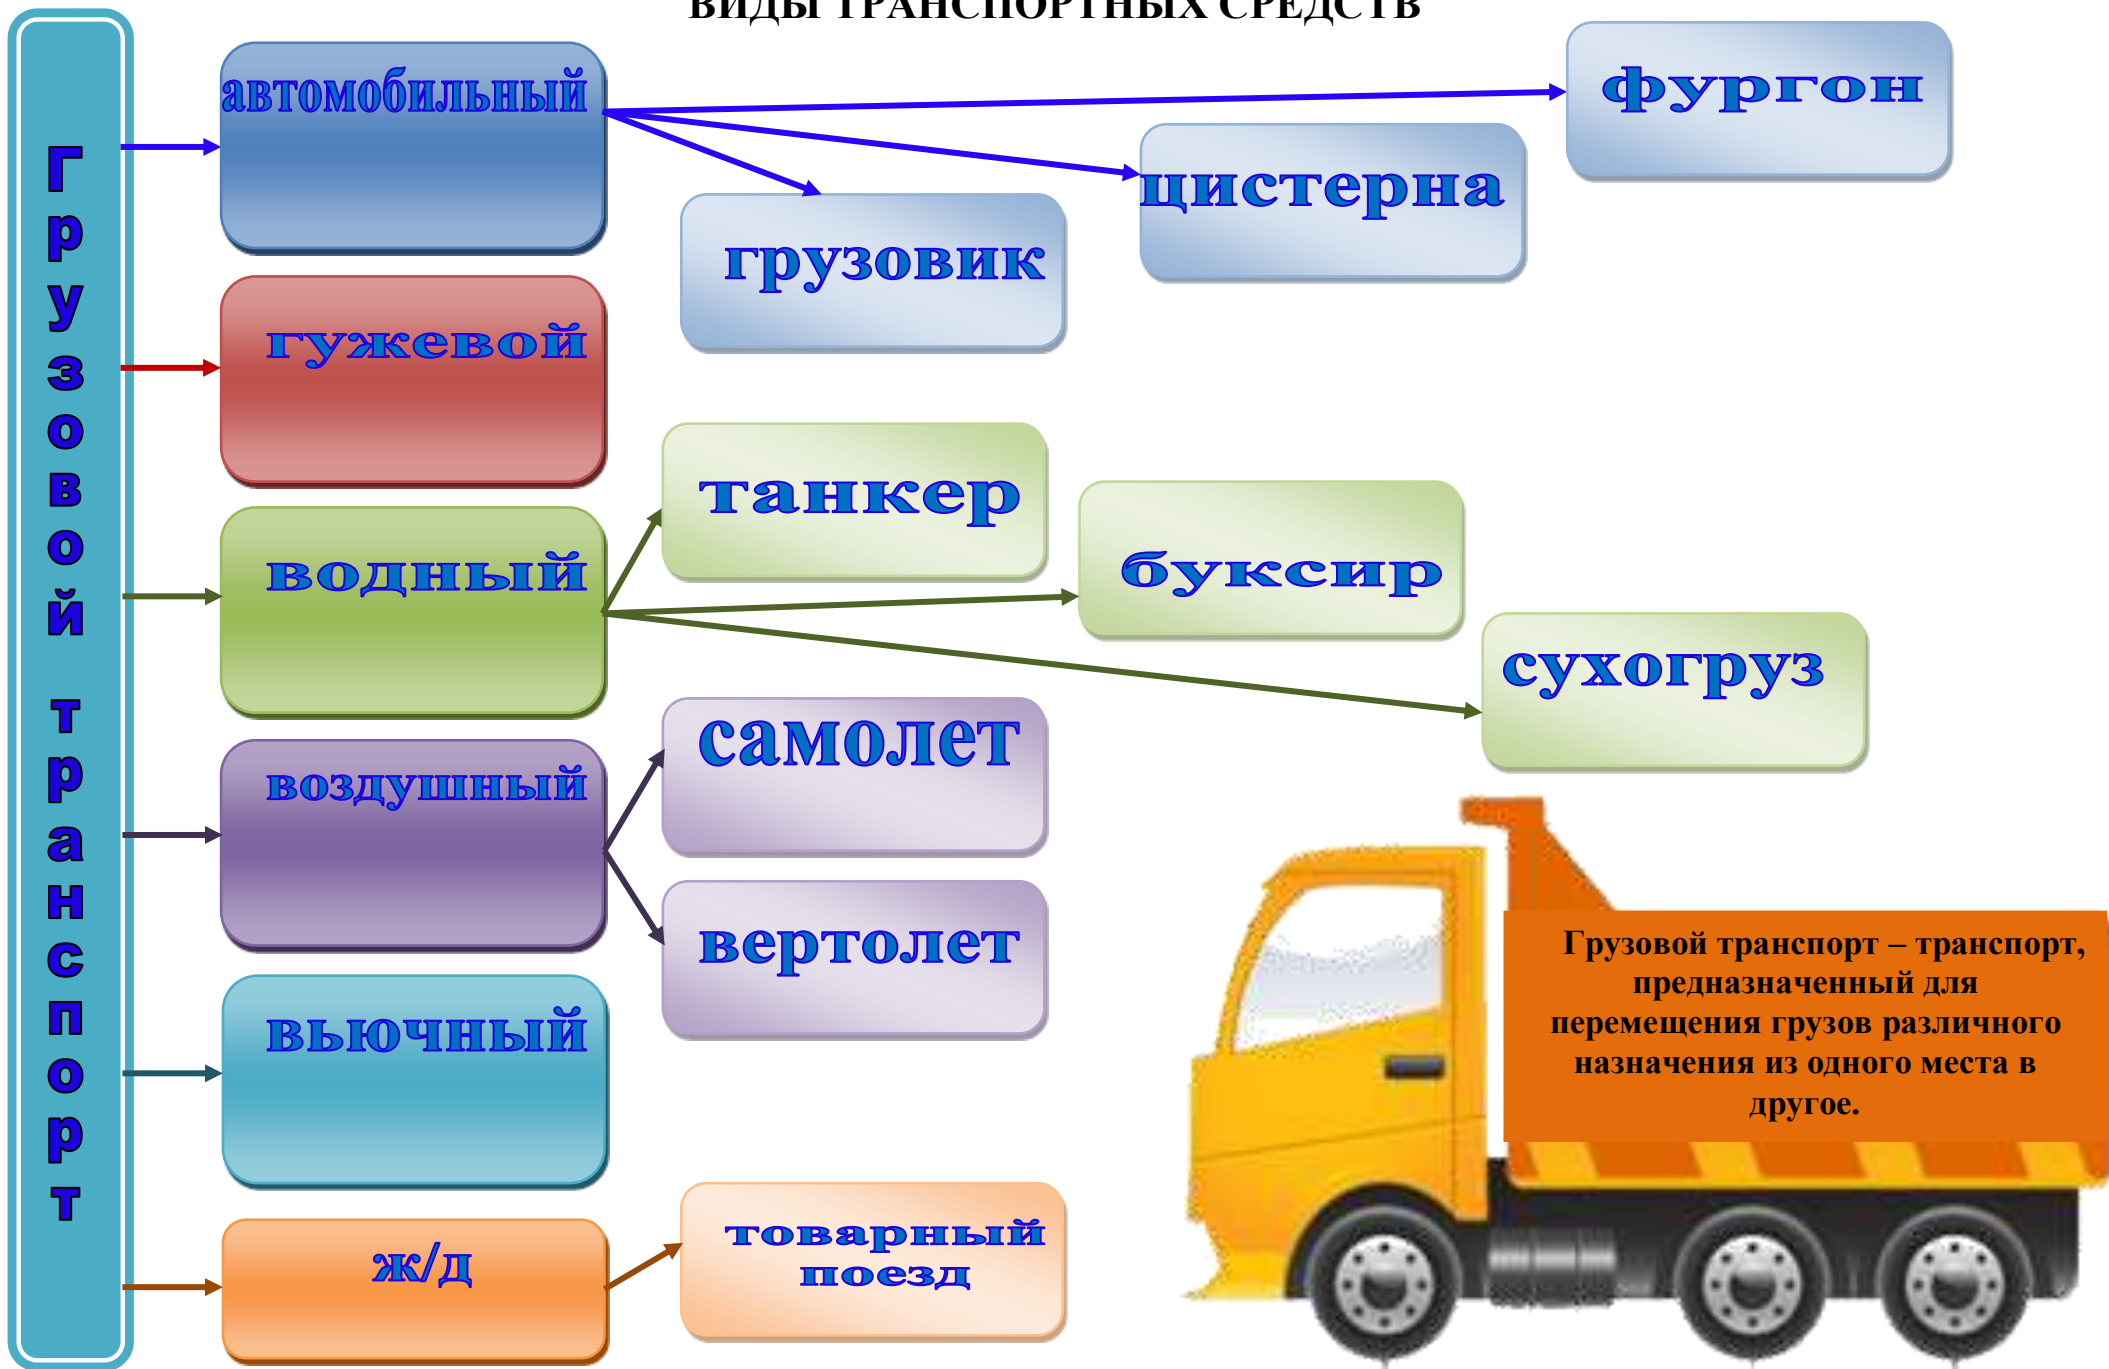 ВИДЫ ТРАНСПОРТНЫХ СРЕДСТВ
Грузовой транспорт
автомобильный
фургон
цистерна
грузовик
гужевой
танкер
водный
буксир
сухогруз
самолет
воздушный
вертолет
вьючный
ж/д
товарный
поезд
Грузовой транспорт – транспорт,
предназначенный для
перемещения грузов различного
назначения из одного места в
другое.